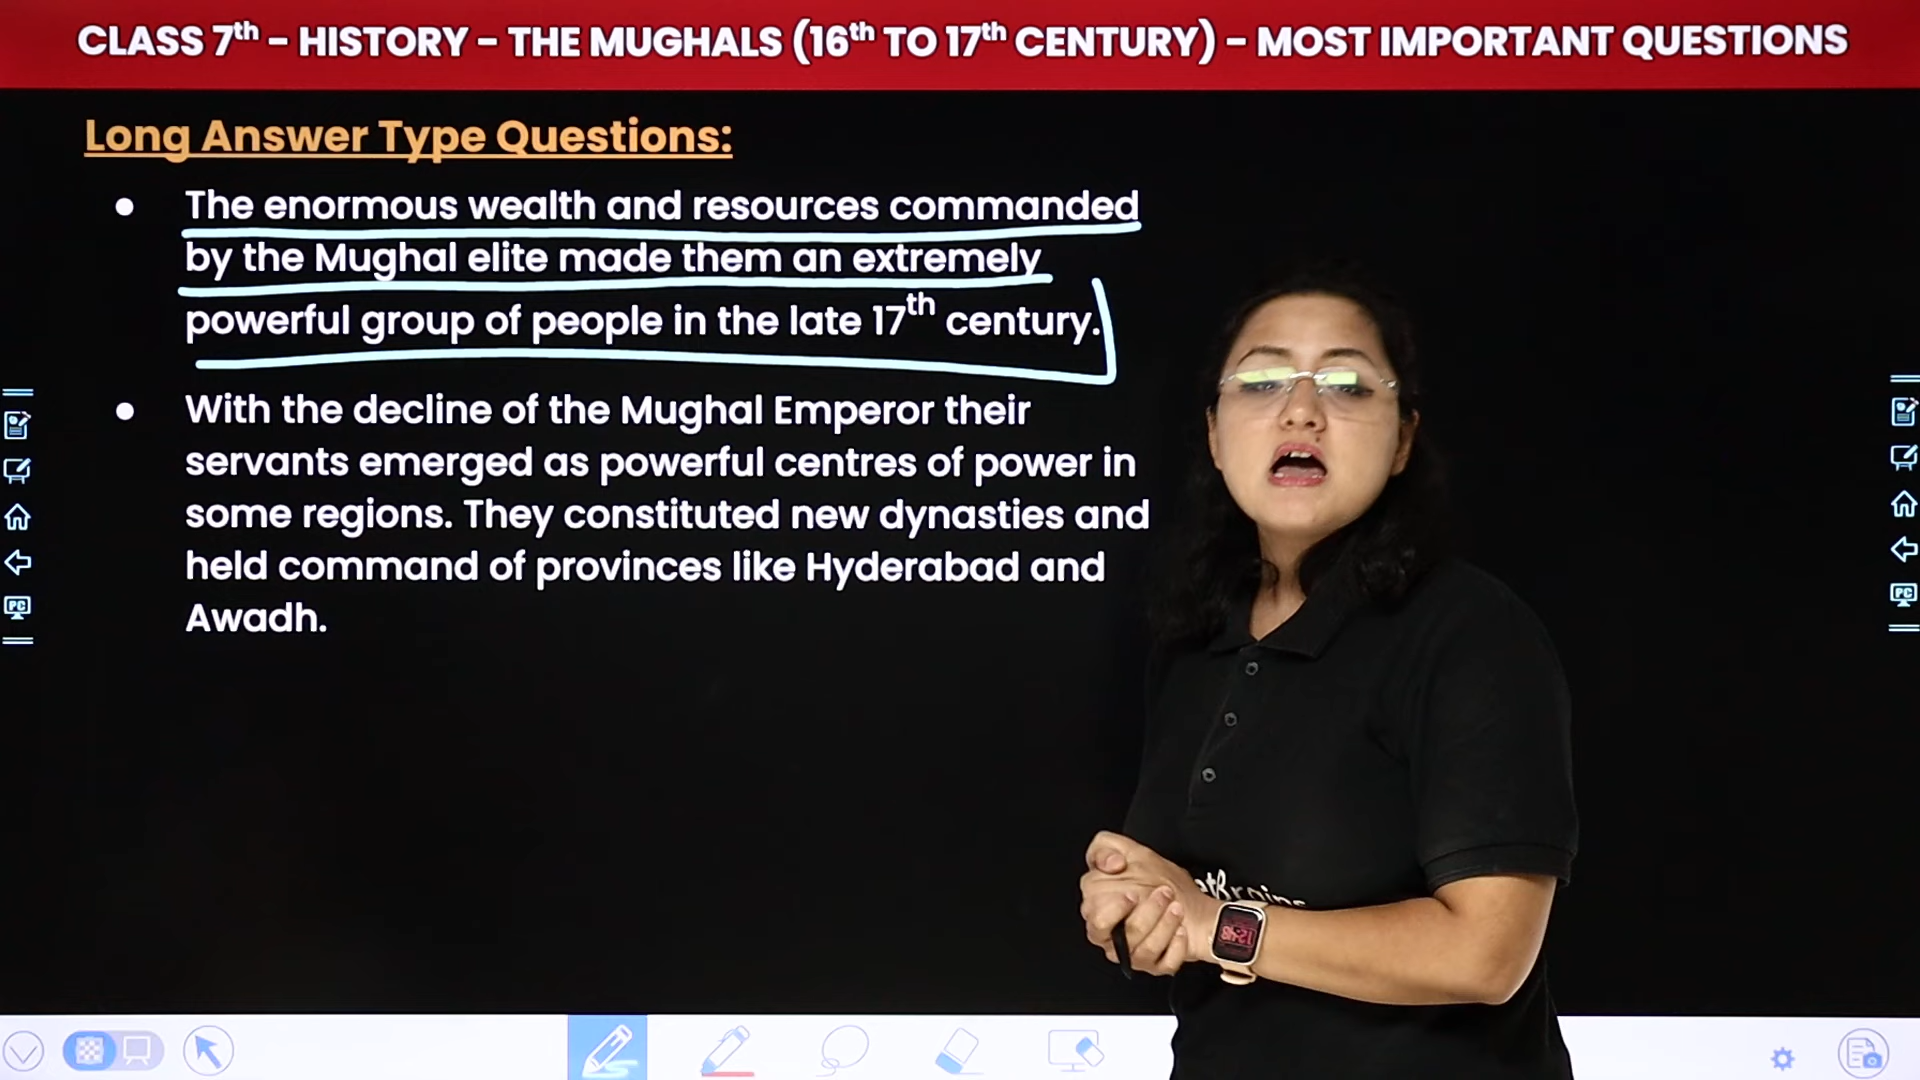 CLASS 7th - HISTORY - THE MUGHALS (16th TO 17th CENTURY) - MOST IMPORTANT QUESTIONS
Long Answer Type Questions:
● The enormous wealth and resources commanded
by the Mughal elite made them an extremely
powerful group of people in the late 17th century.
● With the decline of the Mughal Emperor their
servants emerged as powerful centres of power in
some regions. They constituted new dynasties and
held command of provinces like Hyderabad and
Awadh.
PC
PC